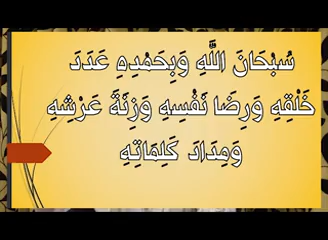 سُبْحَانَ اللَّهِ وَبِحَمْدِهِ عَدَدَ
خَلْقِهِ وَرِضَا نَفْسِهِ وَزِنَةَ عَرْشِهِ
وَمِدَادَ كَلِمَاتِهِ